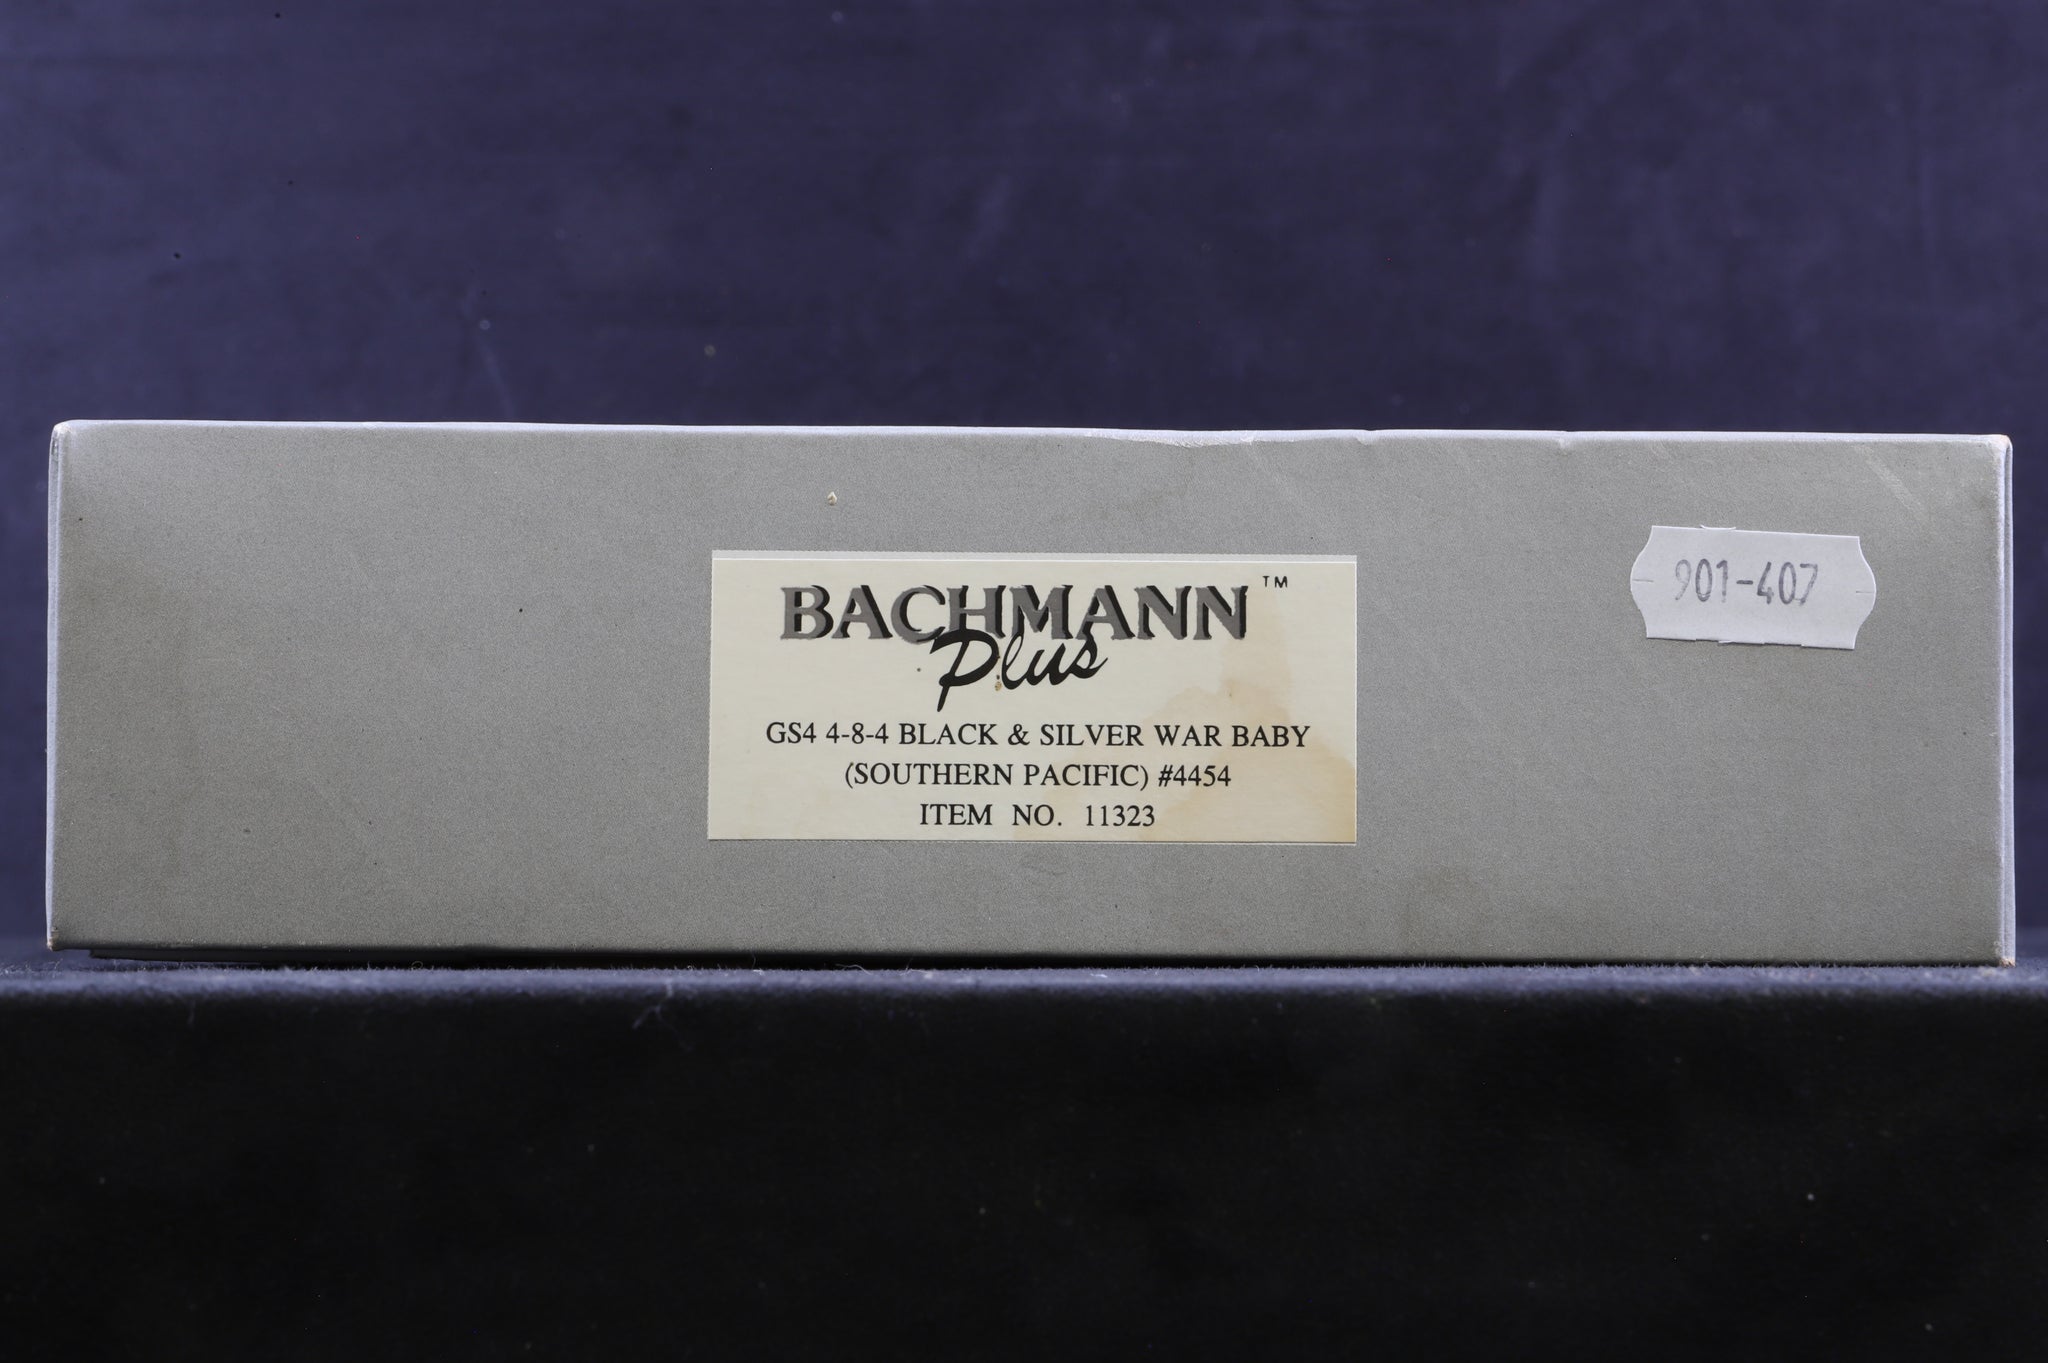 BACHMANN™
Plus
GS4 4-8-4 BLACK & SILVER WAR BABY
(SOUTHERN PACIFIC) #4454
ITEM NO. 11323
901-407